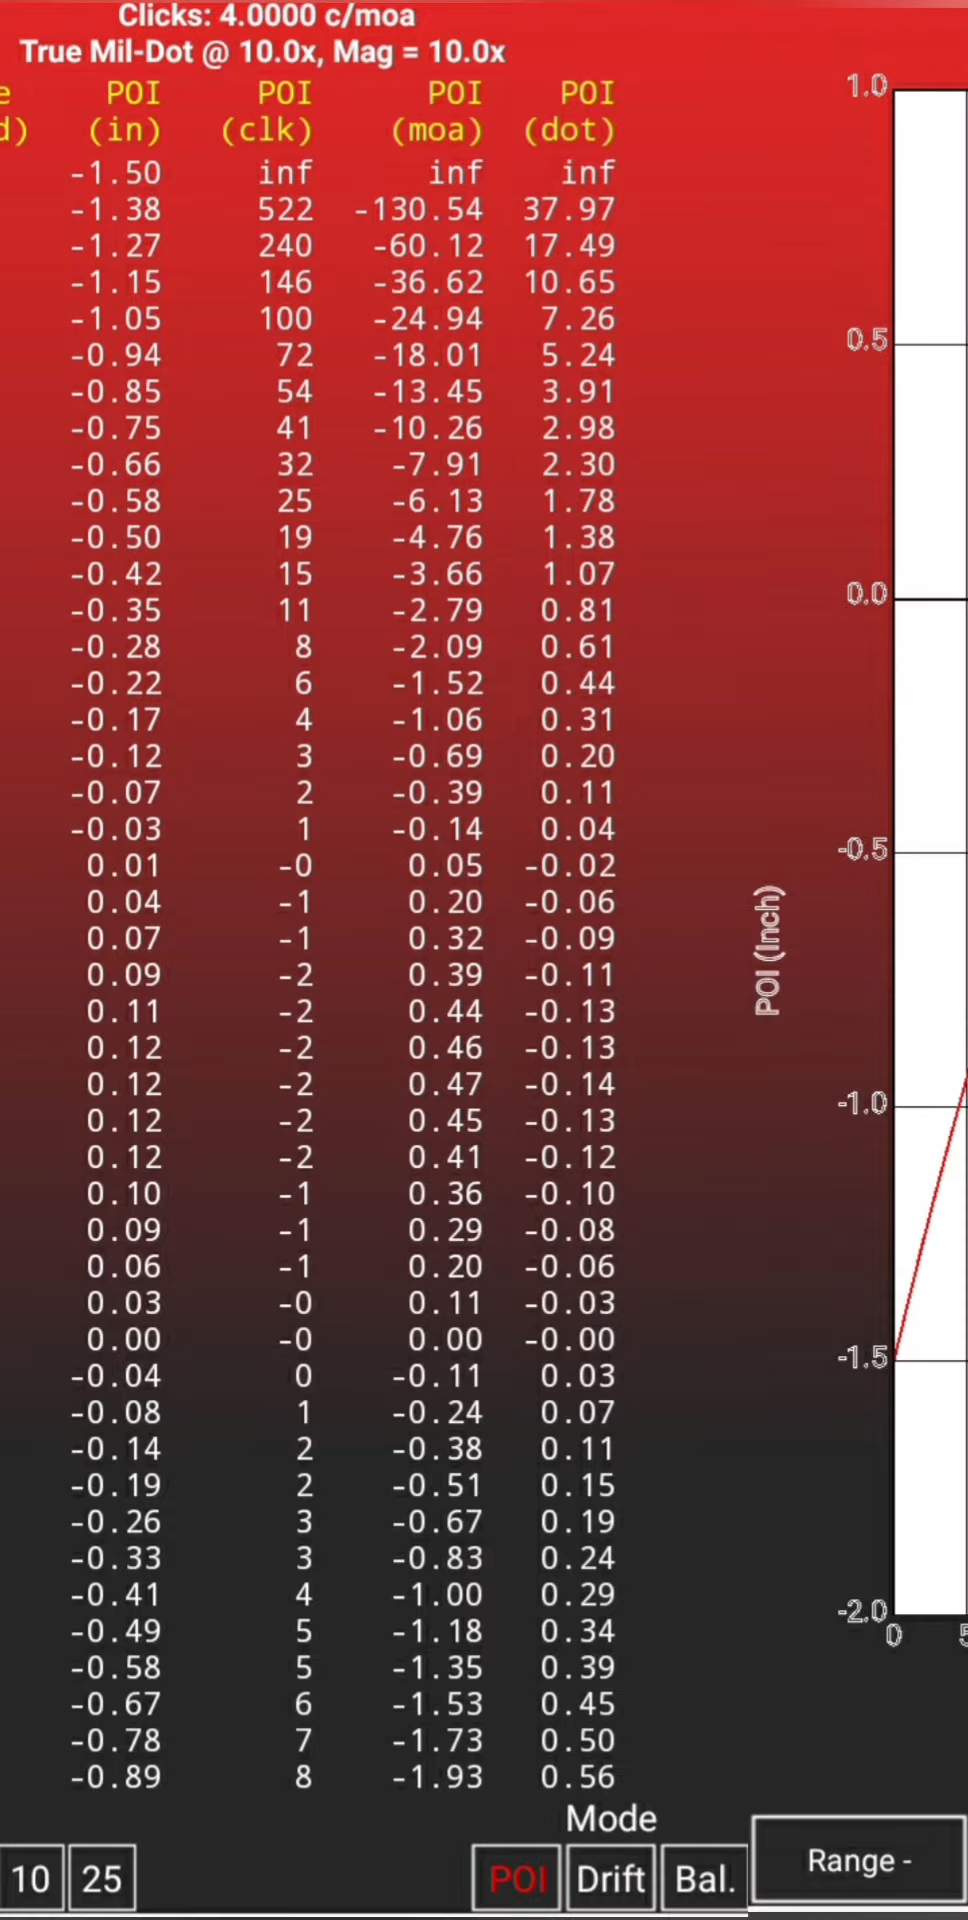 Clicks: 4.0000 c/moa
True Mil-Dot @ 10.0x, Mag = 10.0x
e POI POI POI POI
d) (in) (clk) (moa) (dot)
-1.50 inf inf inf
-1.38 522 -130.54 37.97
-1.27 240 -60.12 17.49
-1.15 146 -36.62 10.65
-1.05 100 -24.94 7.26
-0.94 72 -18.01 5.24
-0.85 54 -13.45 3.91
-0.75 41 -10.26 2.98
-0.66 32 -7.91 2.30
-0.58 25 -6.13 1.78
-0.50 19 -4.76 1.38
-0.42 15 -3.66 1.07
-0.35 11 -2.79 0.81
-0.28 8 -2.09 0.61
-0.22 6 -1.52 0.44
-0.17 4 -1.06 0.31
-0.12 3 -0.69 0.20
-0.07 2 -0.39 0.11
-0.03 1 -0.14 0.04
0.01 -0 0.05 -0.02
0.04 -1 0.20 -0.06
0.07 -1 0.32 -0.09
0.09 -2 0.39 -0.11
0.11 -2 0.44 -0.13
0.12 -2 0.46 -0.13
0.12 -2 0.47 -0.14
0.12 -2 0.45 -0.13
0.12 -2 0.41 -0.12
0.10 -1 0.36 -0.10
0.09 -1 0.29 -0.08
0.06 -1 0.20 -0.06
0.03 -0 0.11 -0.03
0.00 -0 0.00 -0.00
-0.04 0 -0.11 0.03
-0.08 1 -0.24 0.07
-0.14 2 -0.38 0.11
-0.19 2 -0.51 0.15
-0.26 3 -0.67 0.19
-0.33 3 -0.83 0.24
-0.41 4 -1.00 0.29
-0.49 5 -1.18 0.34
-0.58 5 -1.35 0.39
-0.67 6 -1.53 0.45
-0.78 7 -1.73 0.50
-0.89 8 -1.93 0.56
1.0
0.5
0.0
-0.5
-1.0
-1.5
-2.0
0 5
POI (Inch)
Mode
10 25 POI Drift Bal. Range -